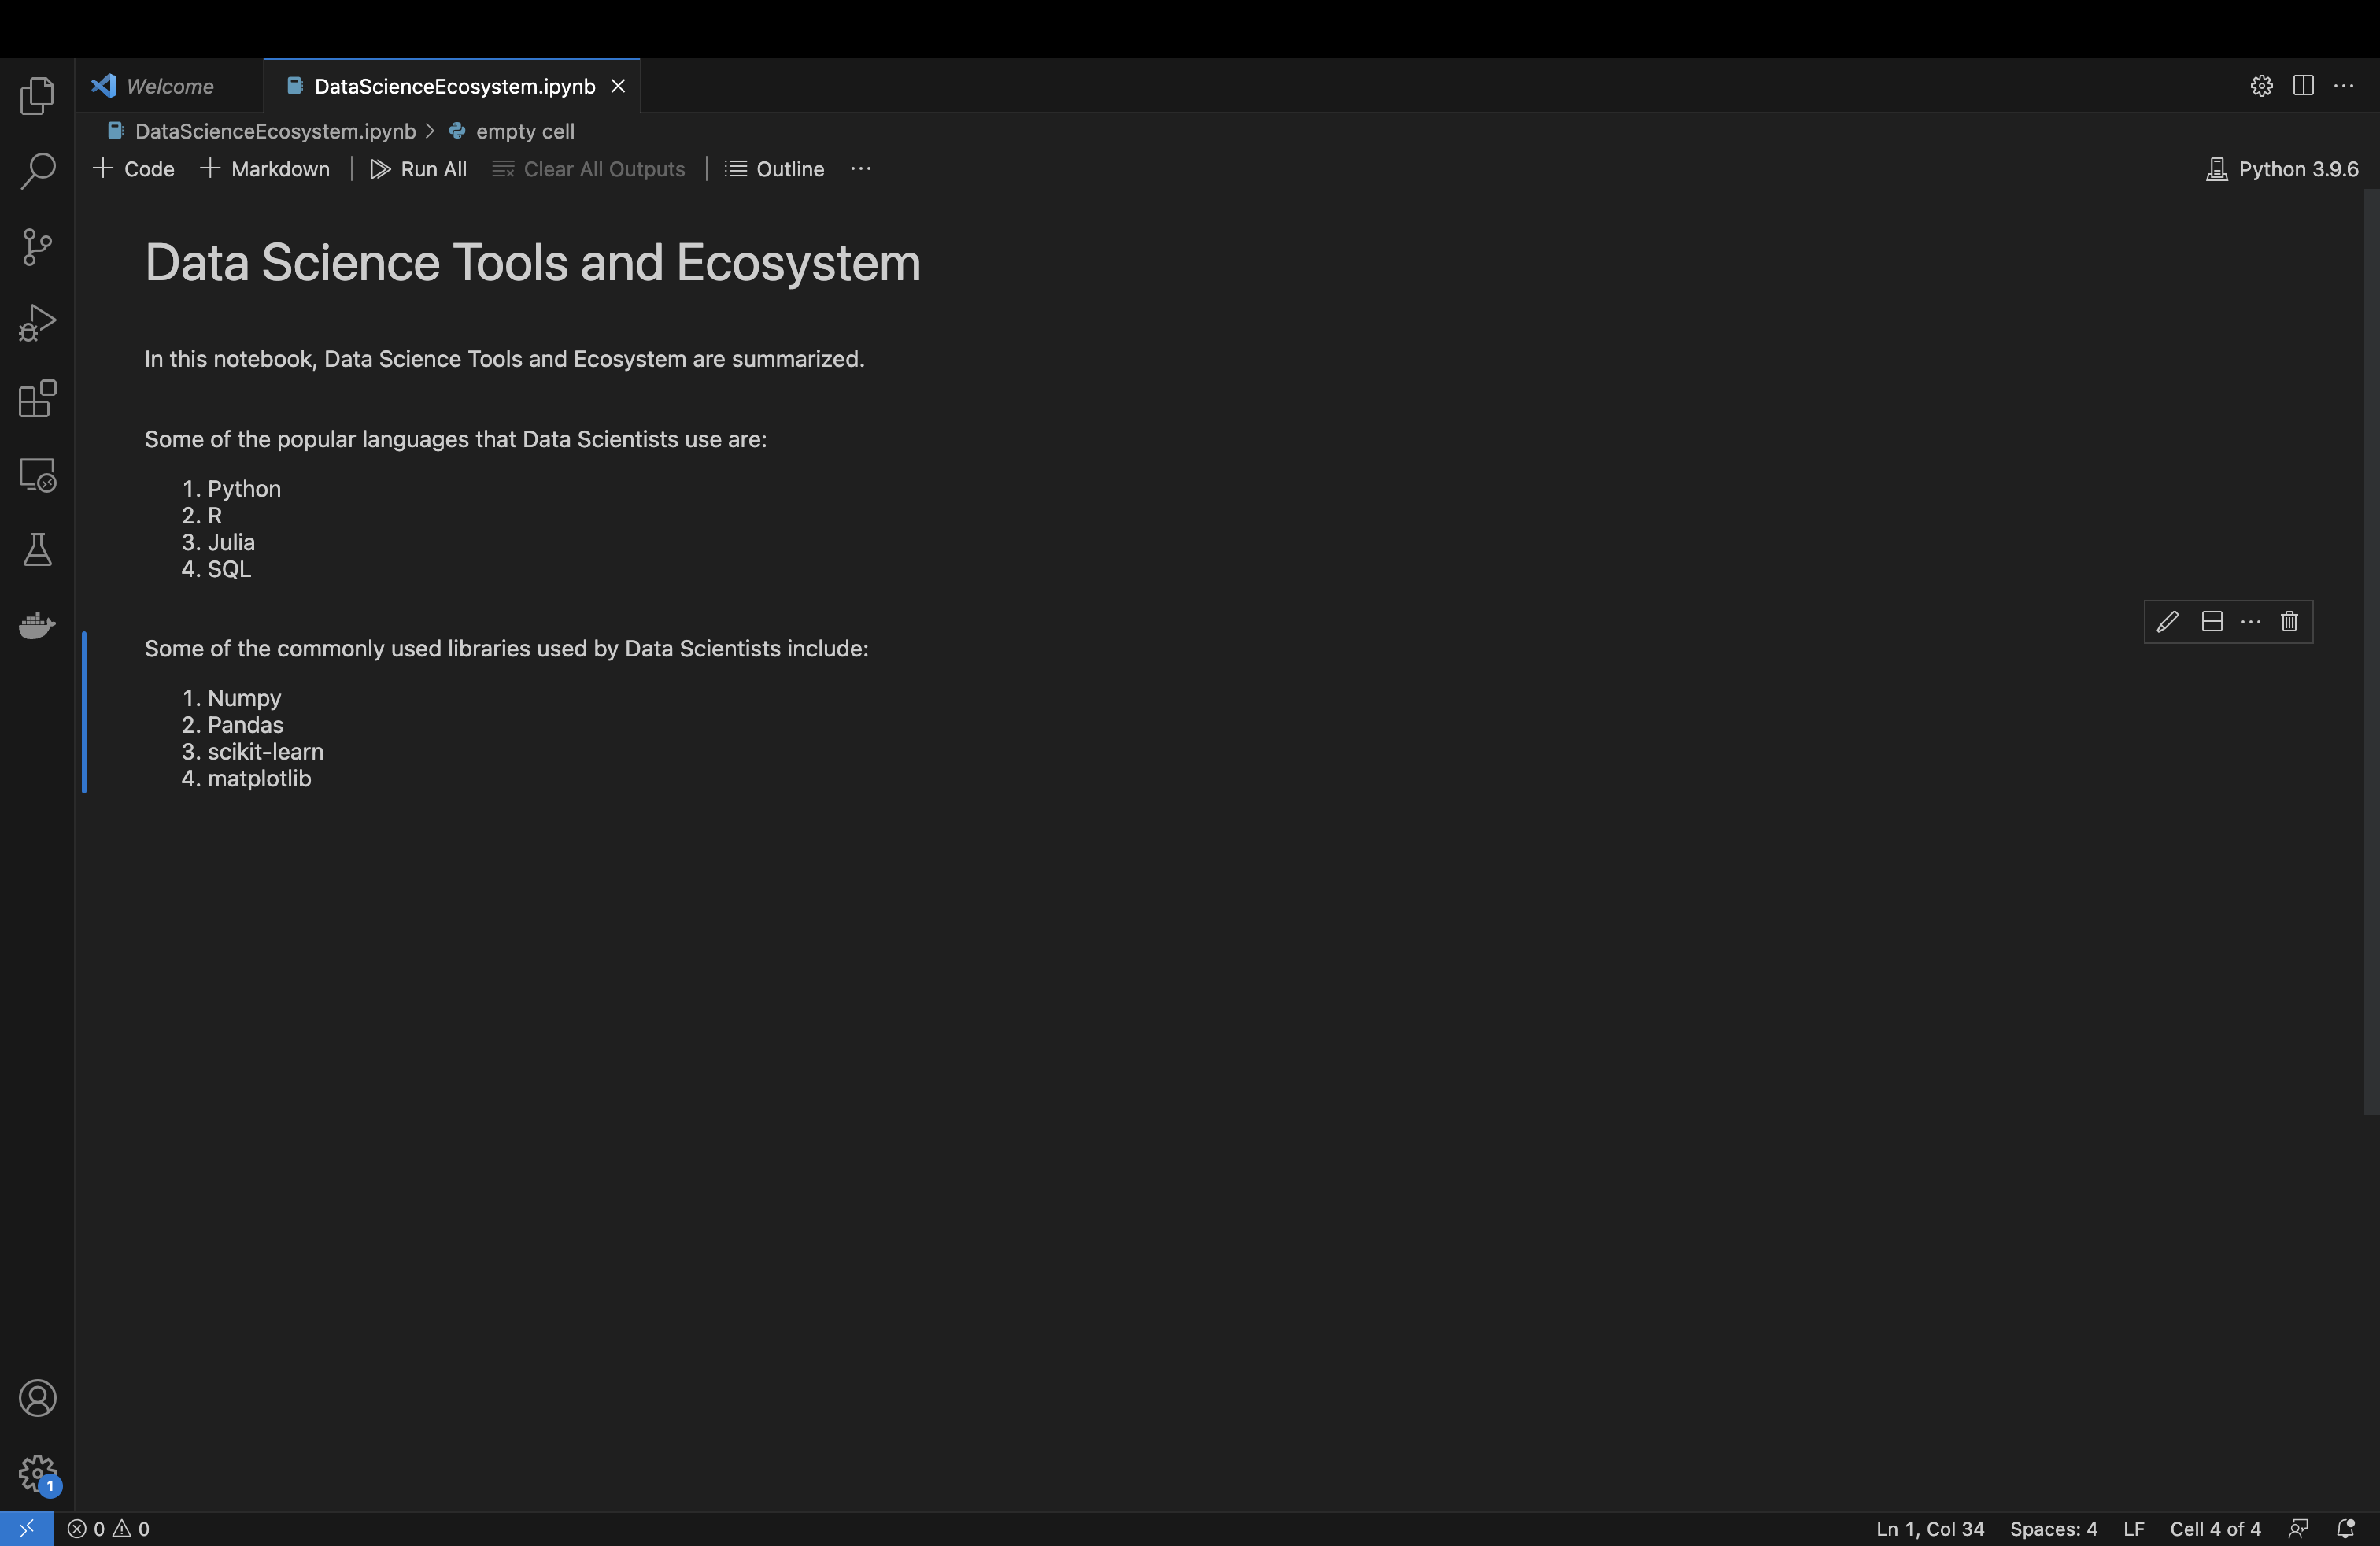 Welcome
DataScienceEcosystem.ipynb
DataScienceEcosystem.ipynb > empty cell
+ Code + Markdown | Run All Clear All Outputs | Outline ... Python 3.9.6
Data Science Tools and Ecosystem
In this notebook, Data Science Tools and Ecosystem are summarized.
Some of the popular languages that Data Scientists use are:
1. Python
2. R
3. Julia
4. SQL
Some of the commonly used libraries used by Data Scientists include:
1. Numpy
2. Pandas
3. scikit-learn
4. matplotlib
1
0 0 Ln 1, Col 34 Spaces: 4 LF Cell 4 of 4